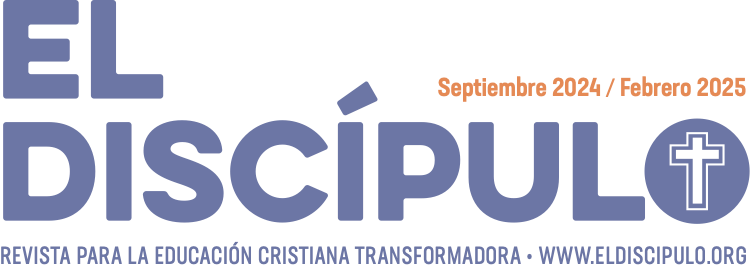 EL
Septiembre 2024 / Febrero 2025
DISCÍPULO
REVISTA PARA LA EDUCACIÓN CRISTIANA TRANSFORMADORA • WWW.ELDISCIPULO.ORG